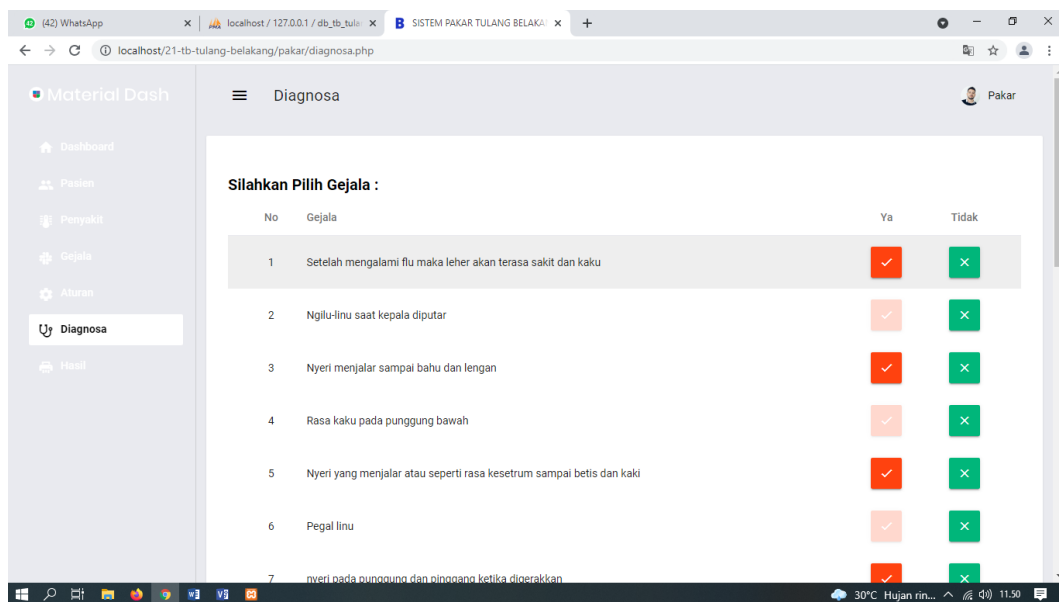 (42) WhatsApp
localhost / 127.0.0.1 / db_tb_tula
SISTEM PAKAR TULANG BELAKA
localhost/21-tb-tulang-belakang/pakar/diagnosa.php
Material Dash
Diagnosa
Pakar
Dashboard
Pasien
Penyakit
Gejala
Aturan
Diagnosa
Hasil
Silahkan Pilih Gejala :
No Gejala Ya Tidak
1 Setelah mengalami flu maka leher akan terasa sakit dan kaku
2 Ngilu-linu saat kepala diputar
3 Nyeri menjalar sampai bahu dan lengan
4 Rasa kaku pada punggung bawah
5 Nyeri yang menjalar atau seperti rasa kesetrum sampai betis dan kaki
6 Pegal linu
7 nyeri pada punggung dan pinggang ketika digerakkan
30°C Hujan rin... 11.50